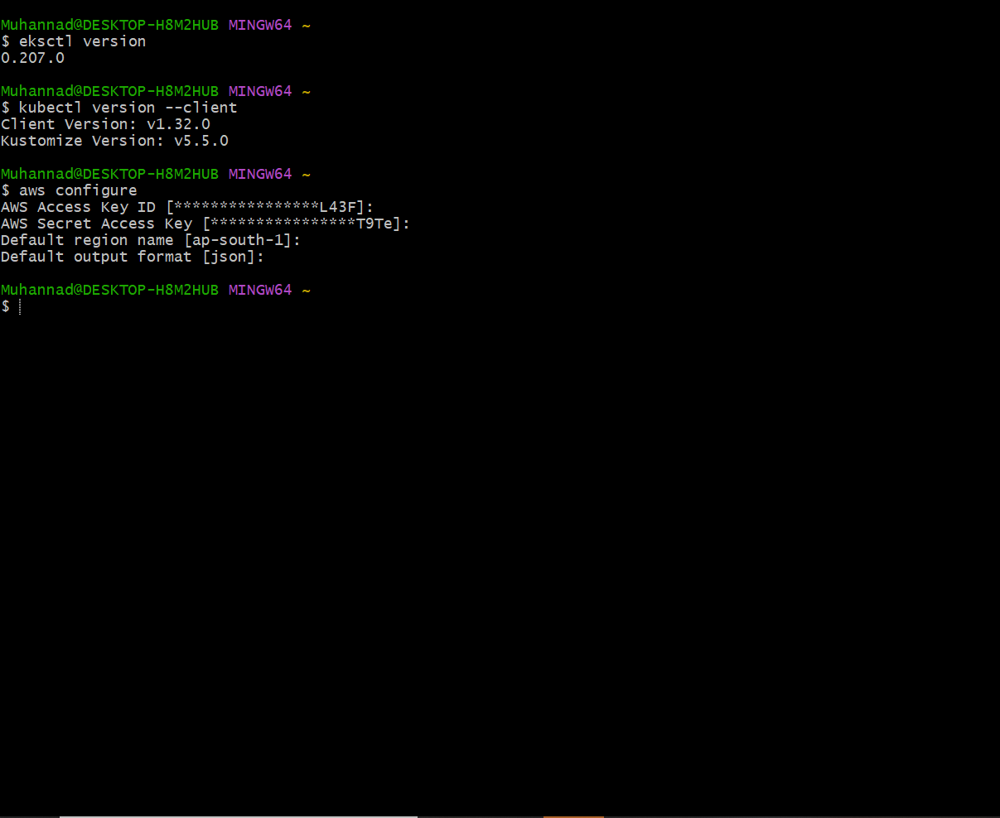 Muhannad@DESKTOP-H8M2HUB MINGW64 ~
$ eksctl version
0.207.0
Muhannad@DESKTOP-H8M2HUB MINGW64 ~
$ kubectl version --client
Client Version: v1.32.0
Kustomize Version: v5.5.0
Muhannad@DESKTOP-H8M2HUB MINGW64 ~
$ aws configure
AWS Access Key ID [****************L43F]:
AWS Secret Access Key [****************T9Te]:
Default region name [ap-south-1]:
Default output format [json]:
Muhannad@DESKTOP-H8M2HUB MINGW64 ~
$